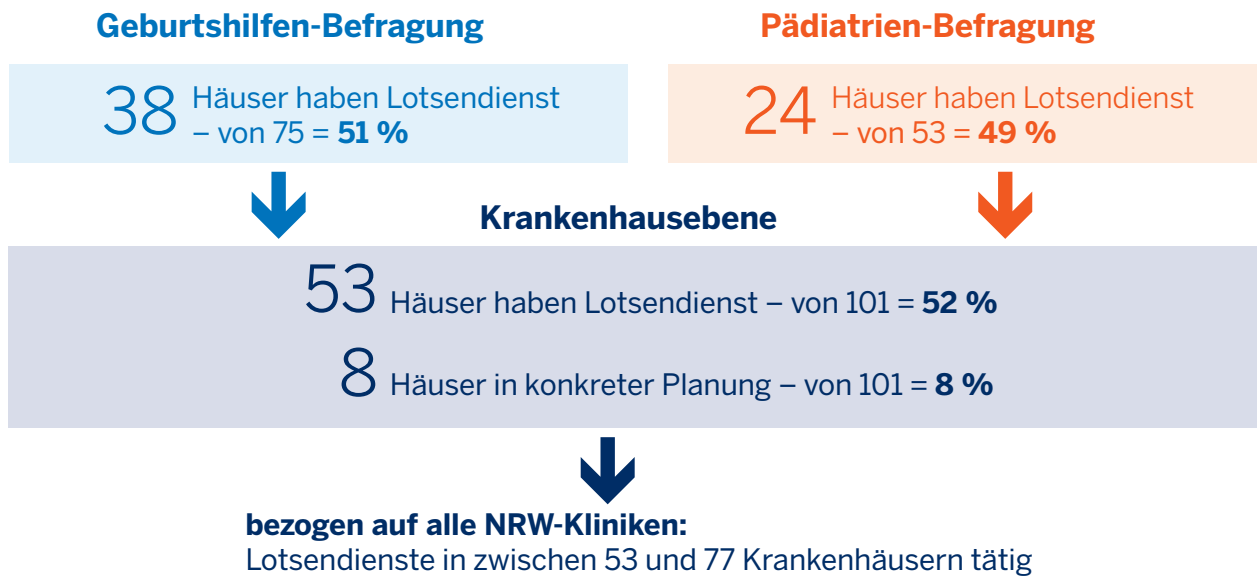 Geburtshilfen-Befragung
38 Häuser haben Lotsendienst
– von 75 = 51 %
Pädiatrien-Befragung
24 Häuser haben Lotsendienst
– von 53 = 49 %
Krankenhausebene
53 Häuser haben Lotsendienst – von 101 = 52 %
8 Häuser in konkreter Planung – von 101 = 8 %
bezogen auf alle NRW-Kliniken:
Lotsendienste in zwischen 53 und 77 Krankenhäusern tätig